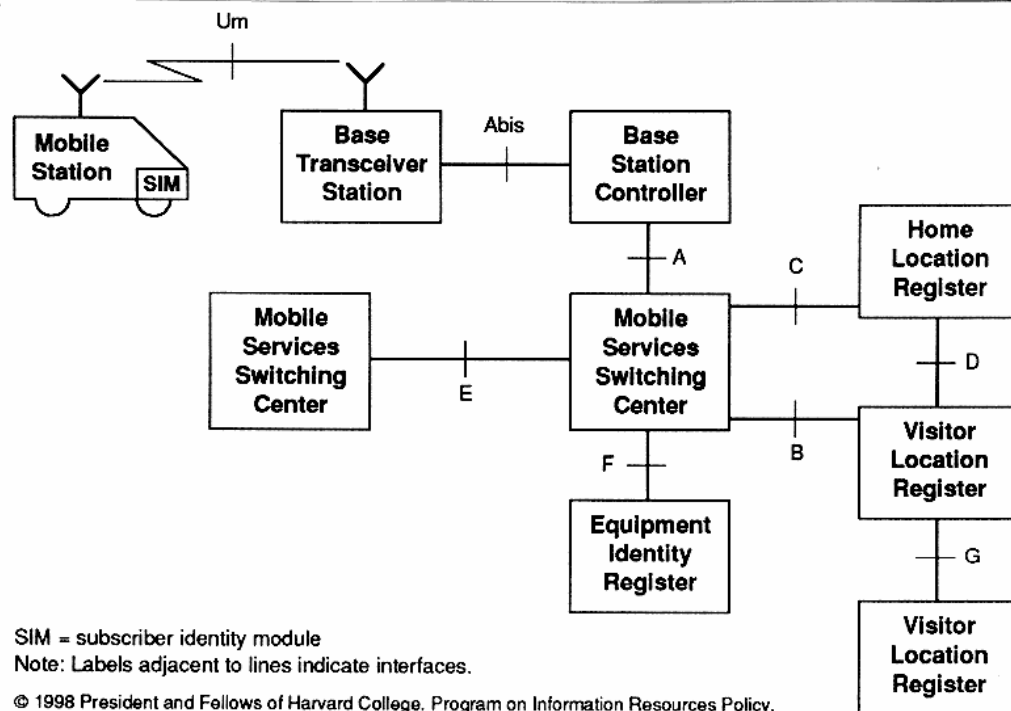 Um
Mobile
Station
SIM
Base
Transceiver
Station
Abis
Base
Station
Controller
A
Home
Location
Register
C
Mobile
Services
Switching
Center
E
Mobile
Services
Switching
Center
D
B
Visitor
Location
Register
F
Equipment
Identity
Register
G
Visitor
Location
Register
SIM = subscriber identity module
Note: Labels adjacent to lines indicate interfaces.
© 1998 President and Fellows of Harvard College. Program on Information Resources Policy.